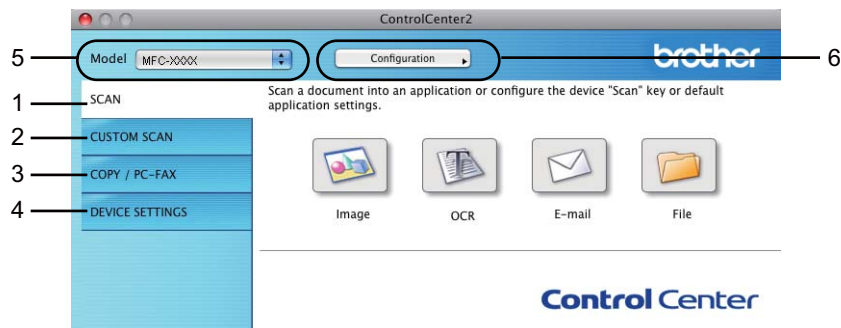 ControlCenter2
5 Model MFC-XXXX Configuration brother 6
1 SCAN
Scan a document into an application or configure the device "Scan" key or default
application settings.
2 CUSTOM SCAN
3 COPY / PC-FAX
4 DEVICE SETTINGS
Image OCR E-mail File
Control Center